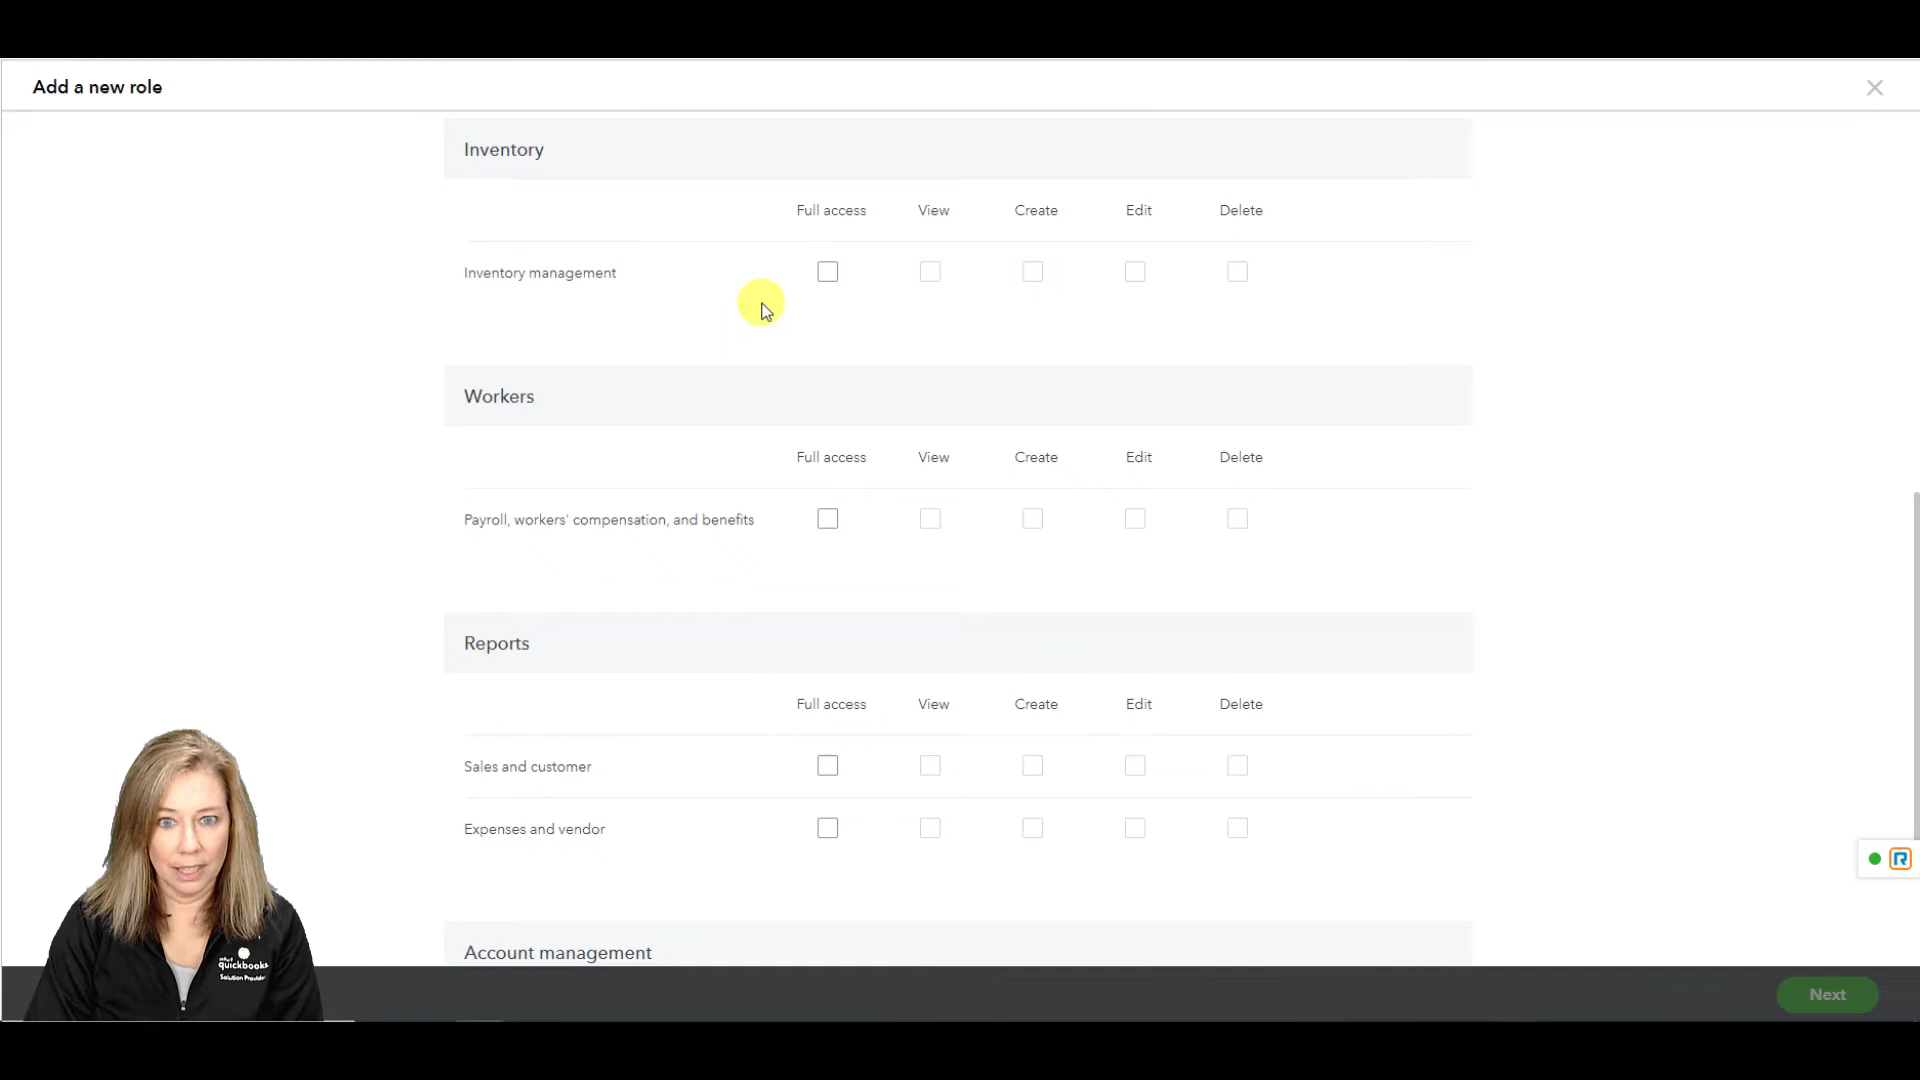 Add a new role
Inventory
Full access View Create Edit Delete
Inventory management
Workers
Full access View Create Edit Delete
Payroll, workers' compensation, and benefits
Reports
Full access View Create Edit Delete
Sales and customer
Expenses and vendor
Account management
intuit
quickbooks
Solution Provider
Next